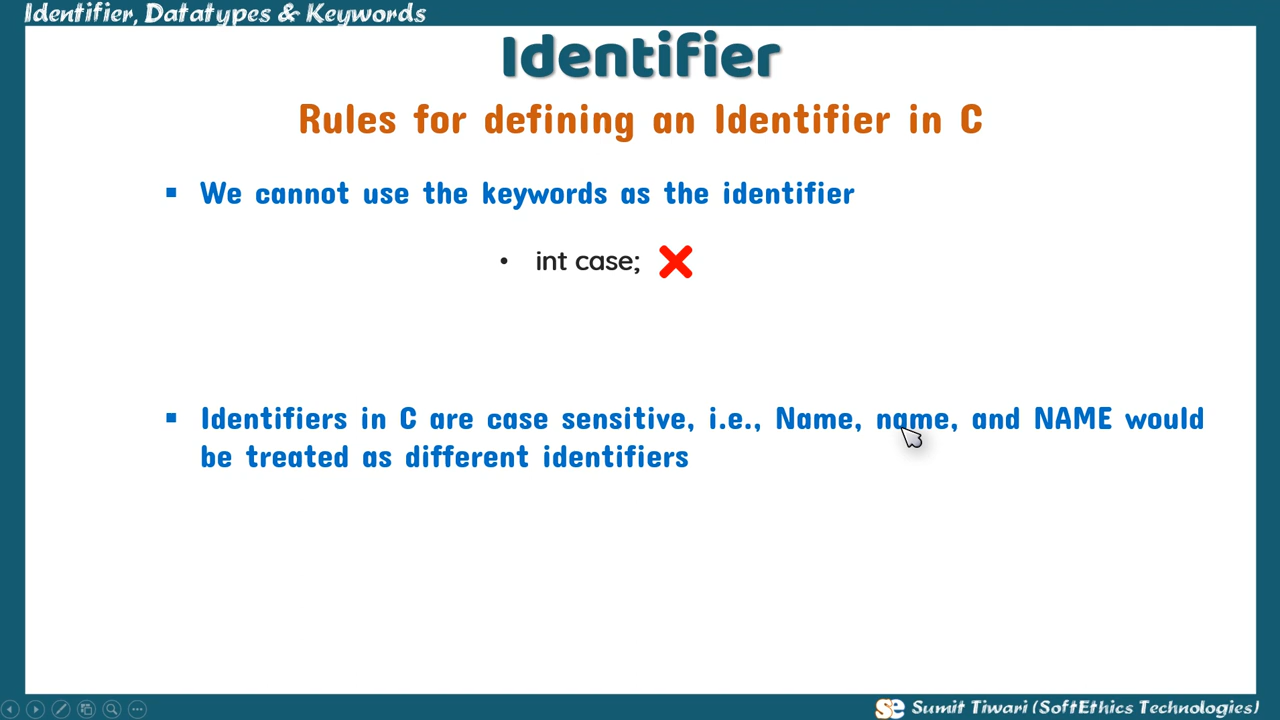 Identifier, Datatypes & Keywords
Identifier
Rules for defining an Identifier in C
▪ We cannot use the keywords as the identifier
• int case;
▪ Identifiers in C are case sensitive, i.e., Name, name, and NAME would
be treated as different identifiers
se Sumit Tiwari (SoftEthics Technologies)